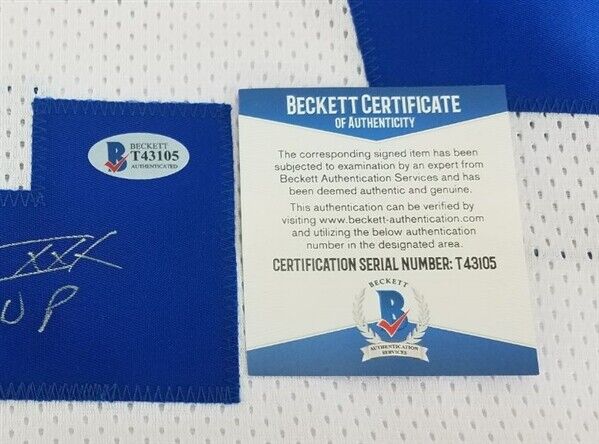 BECKETT
B
T43105
AUTHENTICATED
XXX
UP
BECKETT CERTIFICATE
OF AUTHENTICITY
The corresponding signed item has been
subjected to examination by an expert from
Beckett Authentication Services and has
been deemed authentic and genuine.
This authentication can be verified by
visiting www.beckett-authentication.com
and utilizing the below authentication
number in the designated area.
CERTIFICATION SERIAL NUMBER: T43105
BECKETT
B
AUTHENTICATION
SERVICES